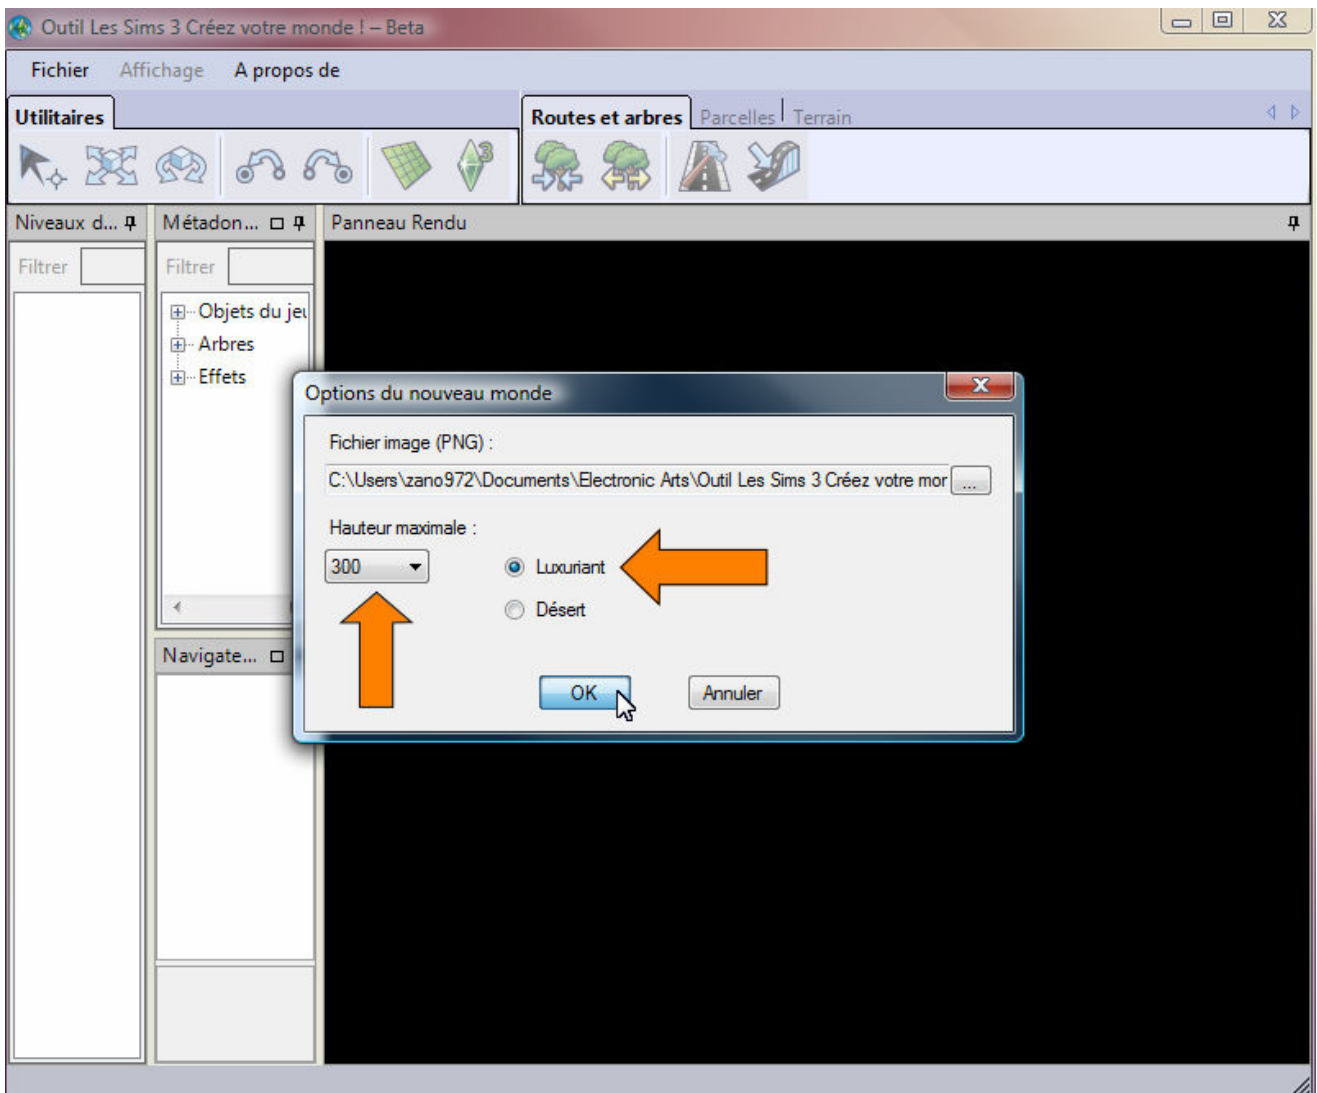 Outil Les Sims 3 Créez votre monde ! – Beta
Fichier Affichage A propos de
Utilitaires
Routes et arbres Parcelles Terrain
3
Niveaux d... Métadon... Panneau Rendu
Filtrer Filtrer
Objets du jeu
Arbres
Effets
Options du nouveau monde
Fichier image (PNG) :
C:\Users\zano972\Documents\Electronic Arts\Outil Les Sims 3 Créez votre mor
...
Hauteur maximale :
300 Luxuriant
Désert
Navigate...
OK Annuler